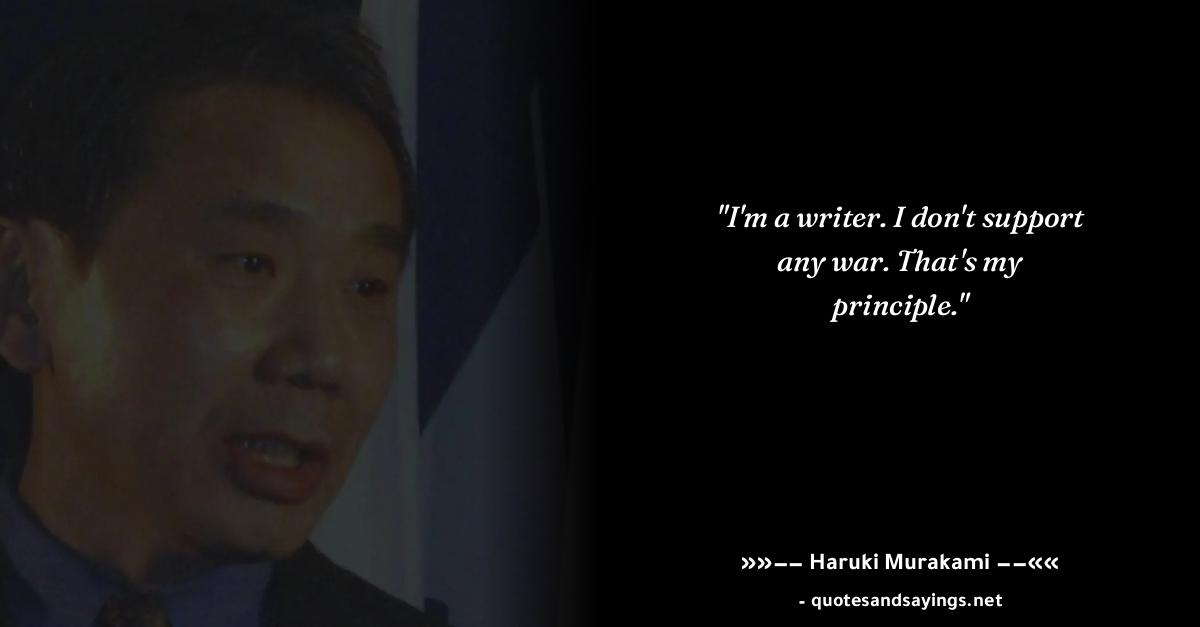 "I'm a writer. I don't support
any war. That's my
principle."
»»−− Haruki Murakami −−««
- quotesandsayings.net